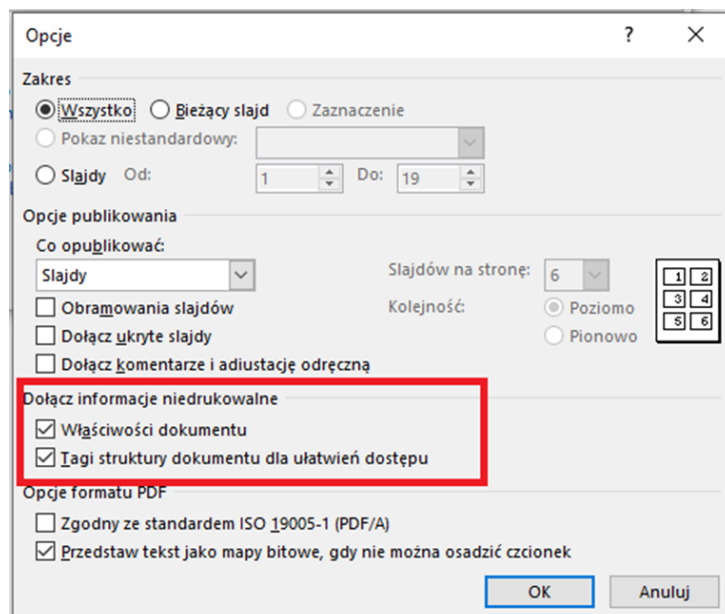 Opcje ?
Zakres
Wszystko Bieżący slajd Zaznaczenie
Pokaz niestandardowy:
Slajdy Od: 1 Do: 19
Opcje publikowania
Co opublikować:
Slajdy Slajdów na stronę: 6
Obramowania slajdów Kolejność: Poziomo
Dołącz ukryte slajdy Pionowo
Dołącz komentarze i adiustację odręczną
1 2
3 4
5 6
Dołącz informacje niedrukowalne
Właściwości dokumentu
Tagi struktury dokumentu dla ułatwień dostępu
Opcje formatu PDF
Zgodny ze standardem ISO 19005-1 (PDF/A)
Przedstaw tekst jako mapy bitowe, gdy nie można osadzić czcionek
OK Anuluj